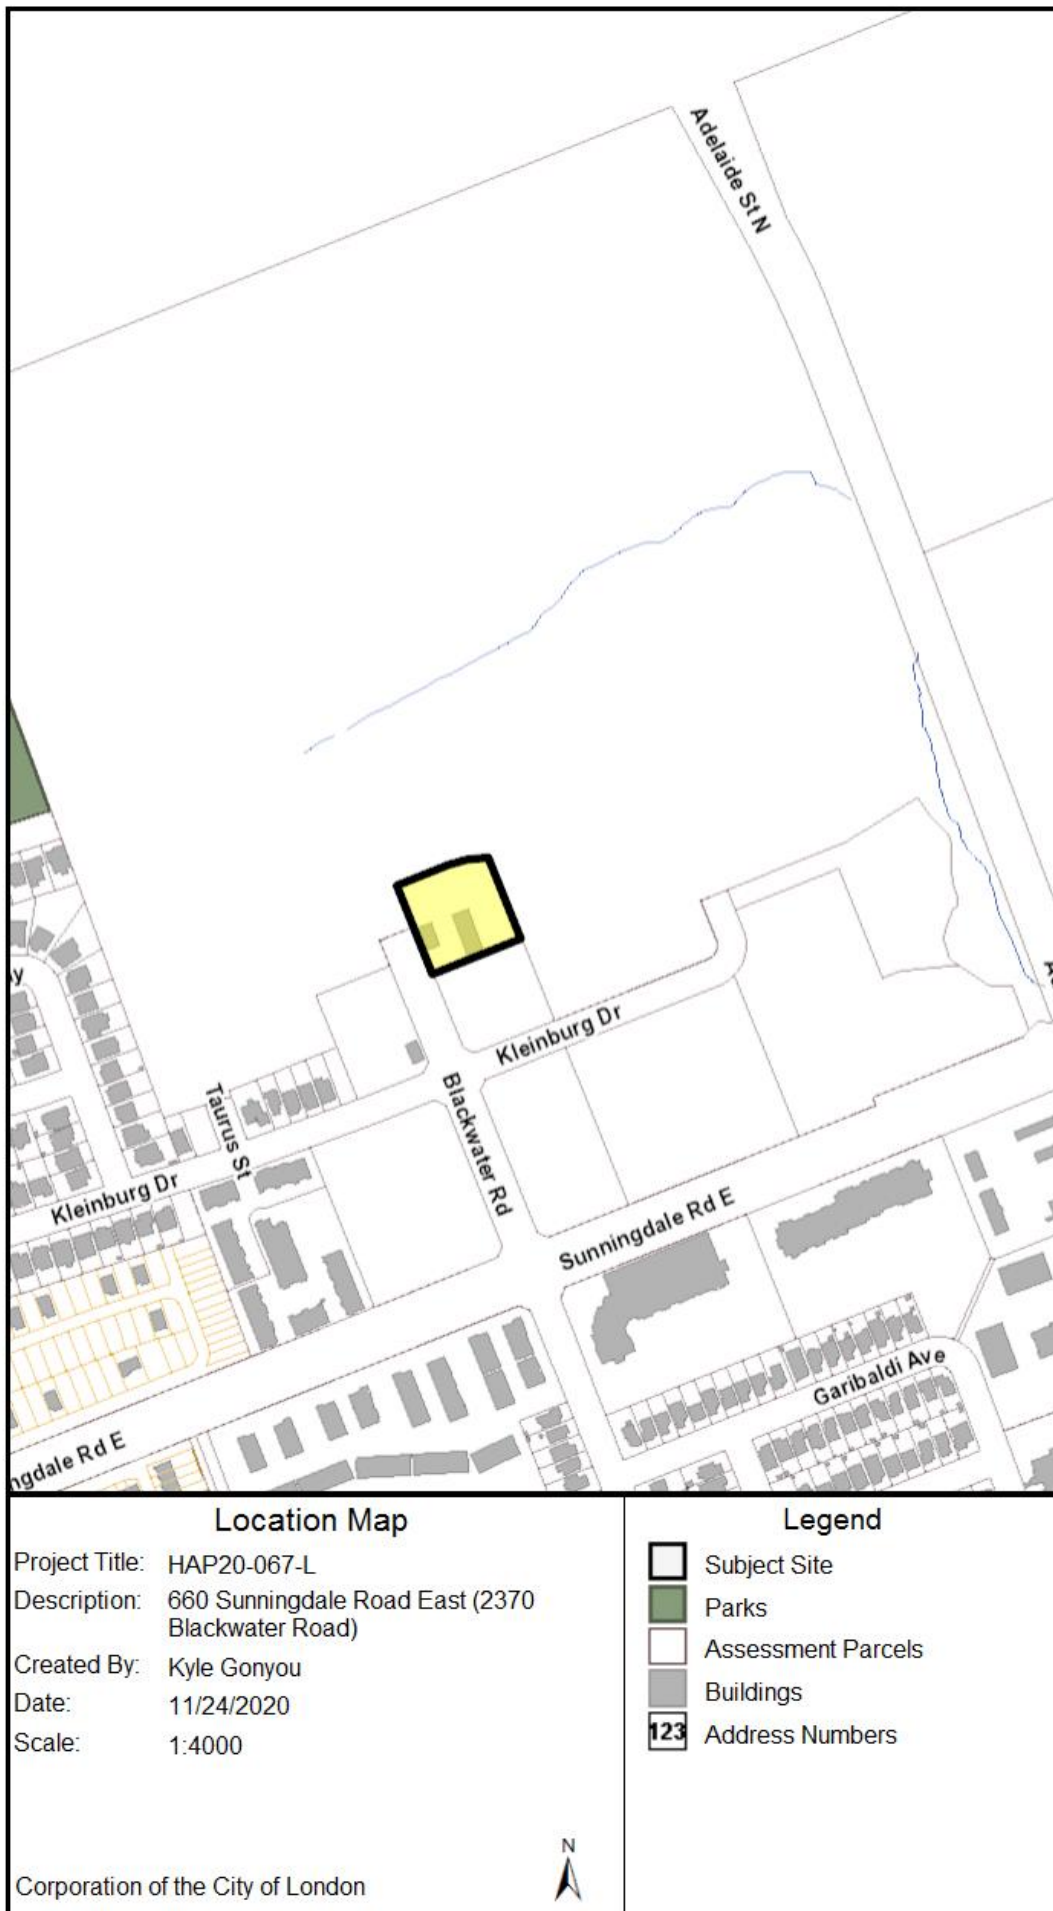 Adelaide St N
Kleinburg Dr
Blackwater Rd
Taurus St
Kleinburg Dr
Sunningdale Rd E
Garibaldi Ave
ngdale Rd E
Location Map
Project Title: HAP20-067-L
Description: 660 Sunningdale Road East (2370
Blackwater Road)
Created By: Kyle Gonyou
Date: 11/24/2020
Scale: 1:4000
N
Corporation of the City of London
Legend
Subject Site
Parks
Assessment Parcels
Buildings
123 Address Numbers